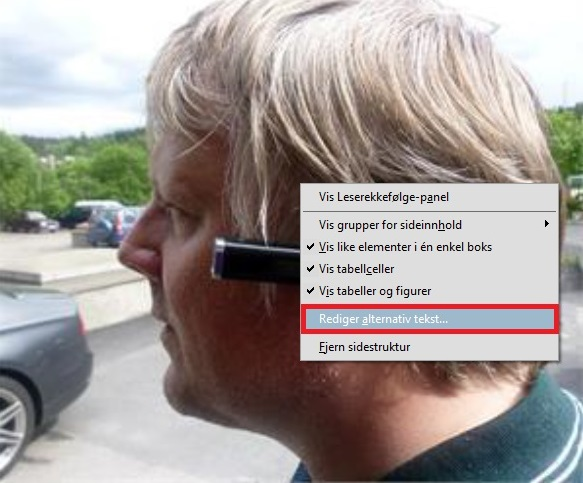 Vis Leserekkefølge-panel
Vis grupper for sideinnhold
Vis like elementer i én enkel boks
Vis tabellceller
Vis tabeller og figurer
Rediger alternativ tekst...
Fjern sidestruktur